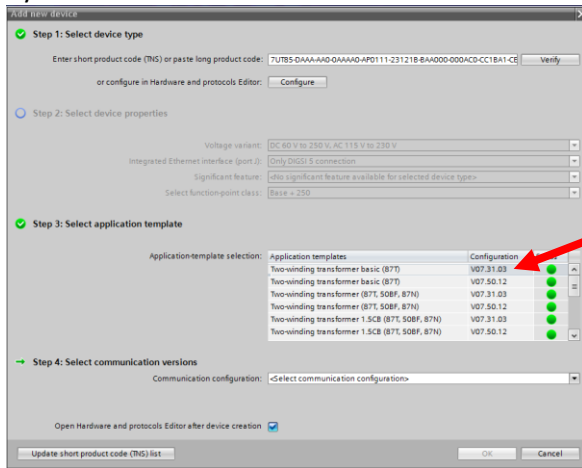 Add new device
Step 1: Select device type
Enter short product code (TNS) or paste long product code: 7UT85-DAAA-AA0-0AAAA0-AP0111-23121B-BAA000-000AC0-CC1BA1-CE Verify
or configure in Hardware and protocols Editor: Configure
Step 2: Select device properties
Voltage variant: DC 60 V to 250 V, AC 115 V to 230 V
Integrated Ethernet interface (port J): Only DIGSI 5 connection
Significant feature: <No significant feature available for selected device type>
Select function-point class: Base + 250
Step 3: Select application template
Application-template selection: Application templates Configuration
Two-winding transformer basic (87T) V07.31.03
Two-winding transformer basic (87T) V07.50.12
Two-winding transformer (87T, 50BF, 87N) V07.31.03
Two-winding transformer (87T, 50BF, 87N) V07.50.12
Two-winding transformer 1.5CB (87T, 50BF, 87N) V07.31.03
Two-winding transformer 1.5CB (87T, 50BF, 87N) V07.50.12
Step 4: Select communication versions
Communication configuration: <Select communication configuration>
Open Hardware and protocols Editor after device creation
Update short product code (TNS) list OK Cancel